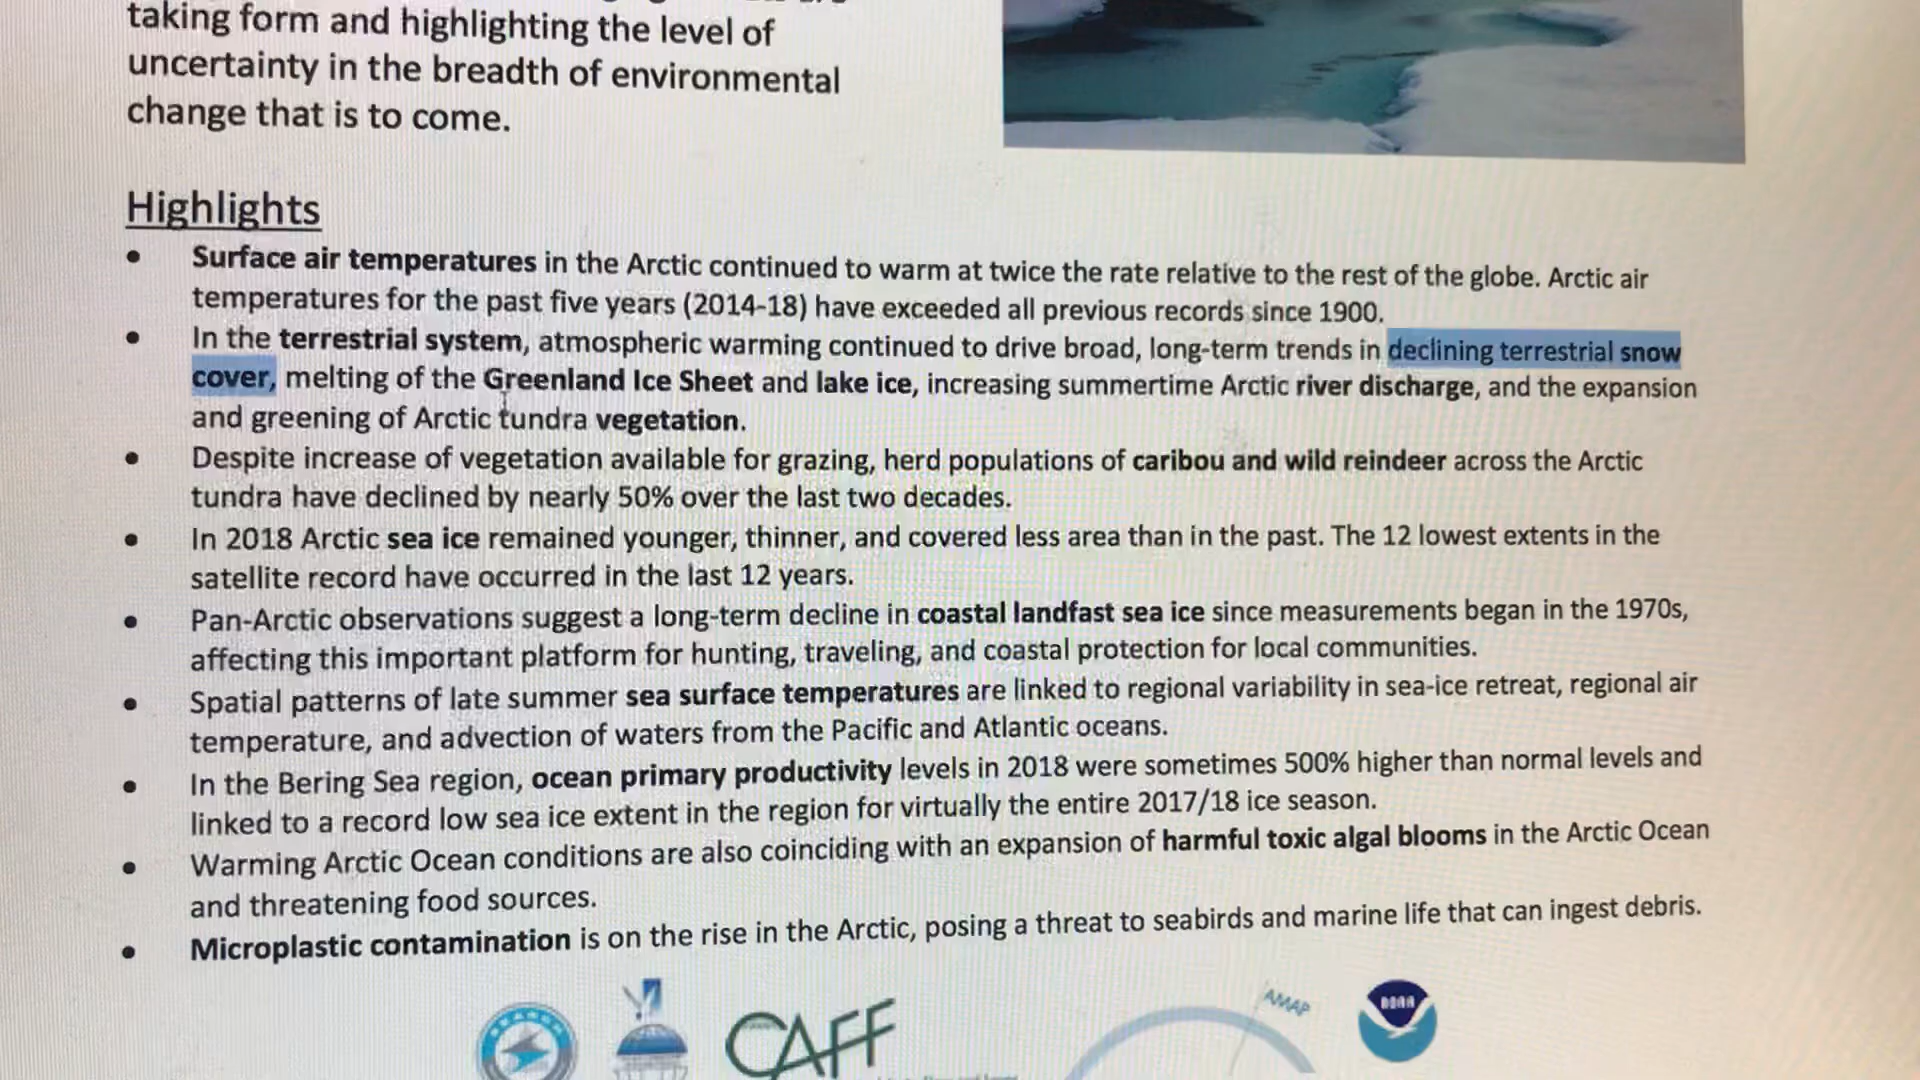 taking form and highlighting the level of
uncertainty in the breadth of environmental
change that is to come.
Highlights
• Surface air temperatures in the Arctic continued to warm at twice the rate relative to the rest of the globe. Arctic air
temperatures for the past five years (2014-18) have exceeded all previous records since 1900.
• In the terrestrial system, atmospheric warming continued to drive broad, long-term trends in declining terrestrial snow
cover, melting of the Greenland Ice Sheet and lake ice, increasing summertime Arctic river discharge, and the expansion
and greening of Arctic tundra vegetation.
• Despite increase of vegetation available for grazing, herd populations of caribou and wild reindeer across the Arctic
tundra have declined by nearly 50% over the last two decades.
• In 2018 Arctic sea ice remained younger, thinner, and covered less area than in the past. The 12 lowest extents in the
satellite record have occurred in the last 12 years.
• Pan-Arctic observations suggest a long-term decline in coastal landfast sea ice since measurements began in the 1970s,
affecting this important platform for hunting, traveling, and coastal protection for local communities.
• Spatial patterns of late summer sea surface temperatures are linked to regional variability in sea-ice retreat, regional air
temperature, and advection of waters from the Pacific and Atlantic oceans.
• In the Bering Sea region, ocean primary productivity levels in 2018 were sometimes 500% higher than normal levels and
linked to a record low sea ice extent in the region for virtually the entire 2017/18 ice season.
• Warming Arctic Ocean conditions are also coinciding with an expansion of harmful toxic algal blooms in the Arctic Ocean
and threatening food sources.
• Microplastic contamination is on the rise in the Arctic, posing a threat to seabirds and marine life that can ingest debris.
CAFF
AMAP
NOAA